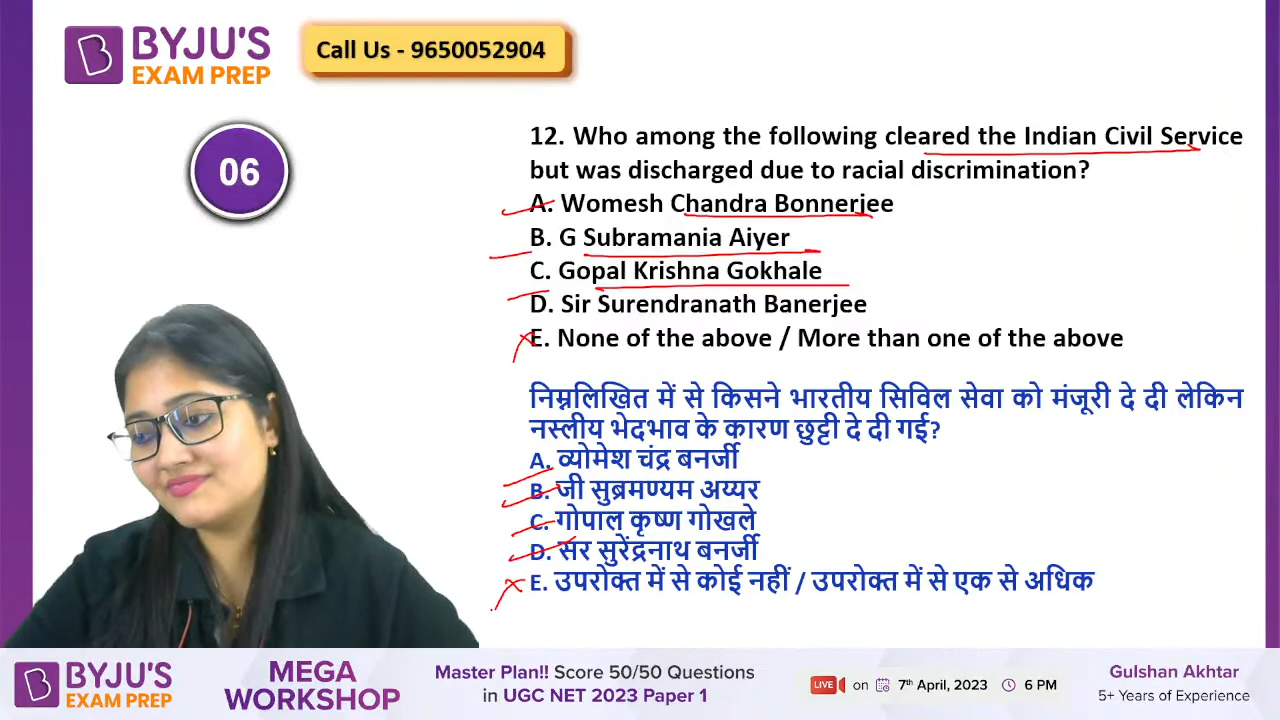 BYJU'S
EXAM PREP
Call Us - 9650052904
06
12. Who among the following cleared the Indian Civil Service
but was discharged due to racial discrimination?
A. Womesh Chandra Bonnerjee
B. G Subramania Aiyer
C. Gopal Krishna Gokhale
D. Sir Surendranath Banerjee
E. None of the above / More than one of the above
निम्नलिखित में से किसने भारतीय सिविल सेवा को मंजूरी दे दी लेकिन
नस्लीय भेदभाव के कारण छुट्टी दे दी गई?
A. व्योमेश चंद्र बनर्जी
B. जी सुब्रमण्यम अय्यर
C. गोपाल कृष्ण गोखले
D. सर सुरेंद्रनाथ बनर्जी
E. उपरोक्त में से कोई नहीं / उपरोक्त में से एक से अधिक
BYJU'S
EXAM PREP
MEGA
WORKSHOP
Master Plan!! Score 50/50 Questions
in UGC NET 2023 Paper 1
LIVE on 7th April, 2023 6 PM
Gulshan Akhtar
5+ Years of Experience